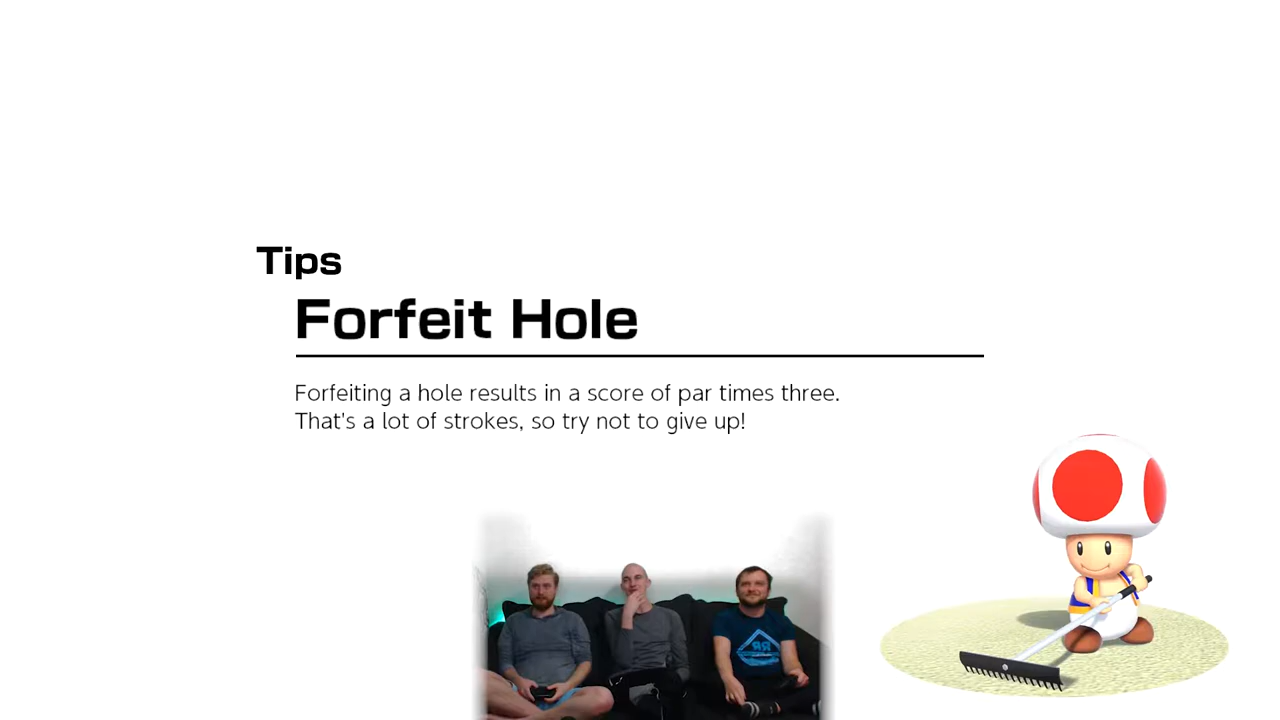 Tips
Forfeit Hole
Forfeiting a hole results in a score of par times three.
That's a lot of strokes, so try not to give up!